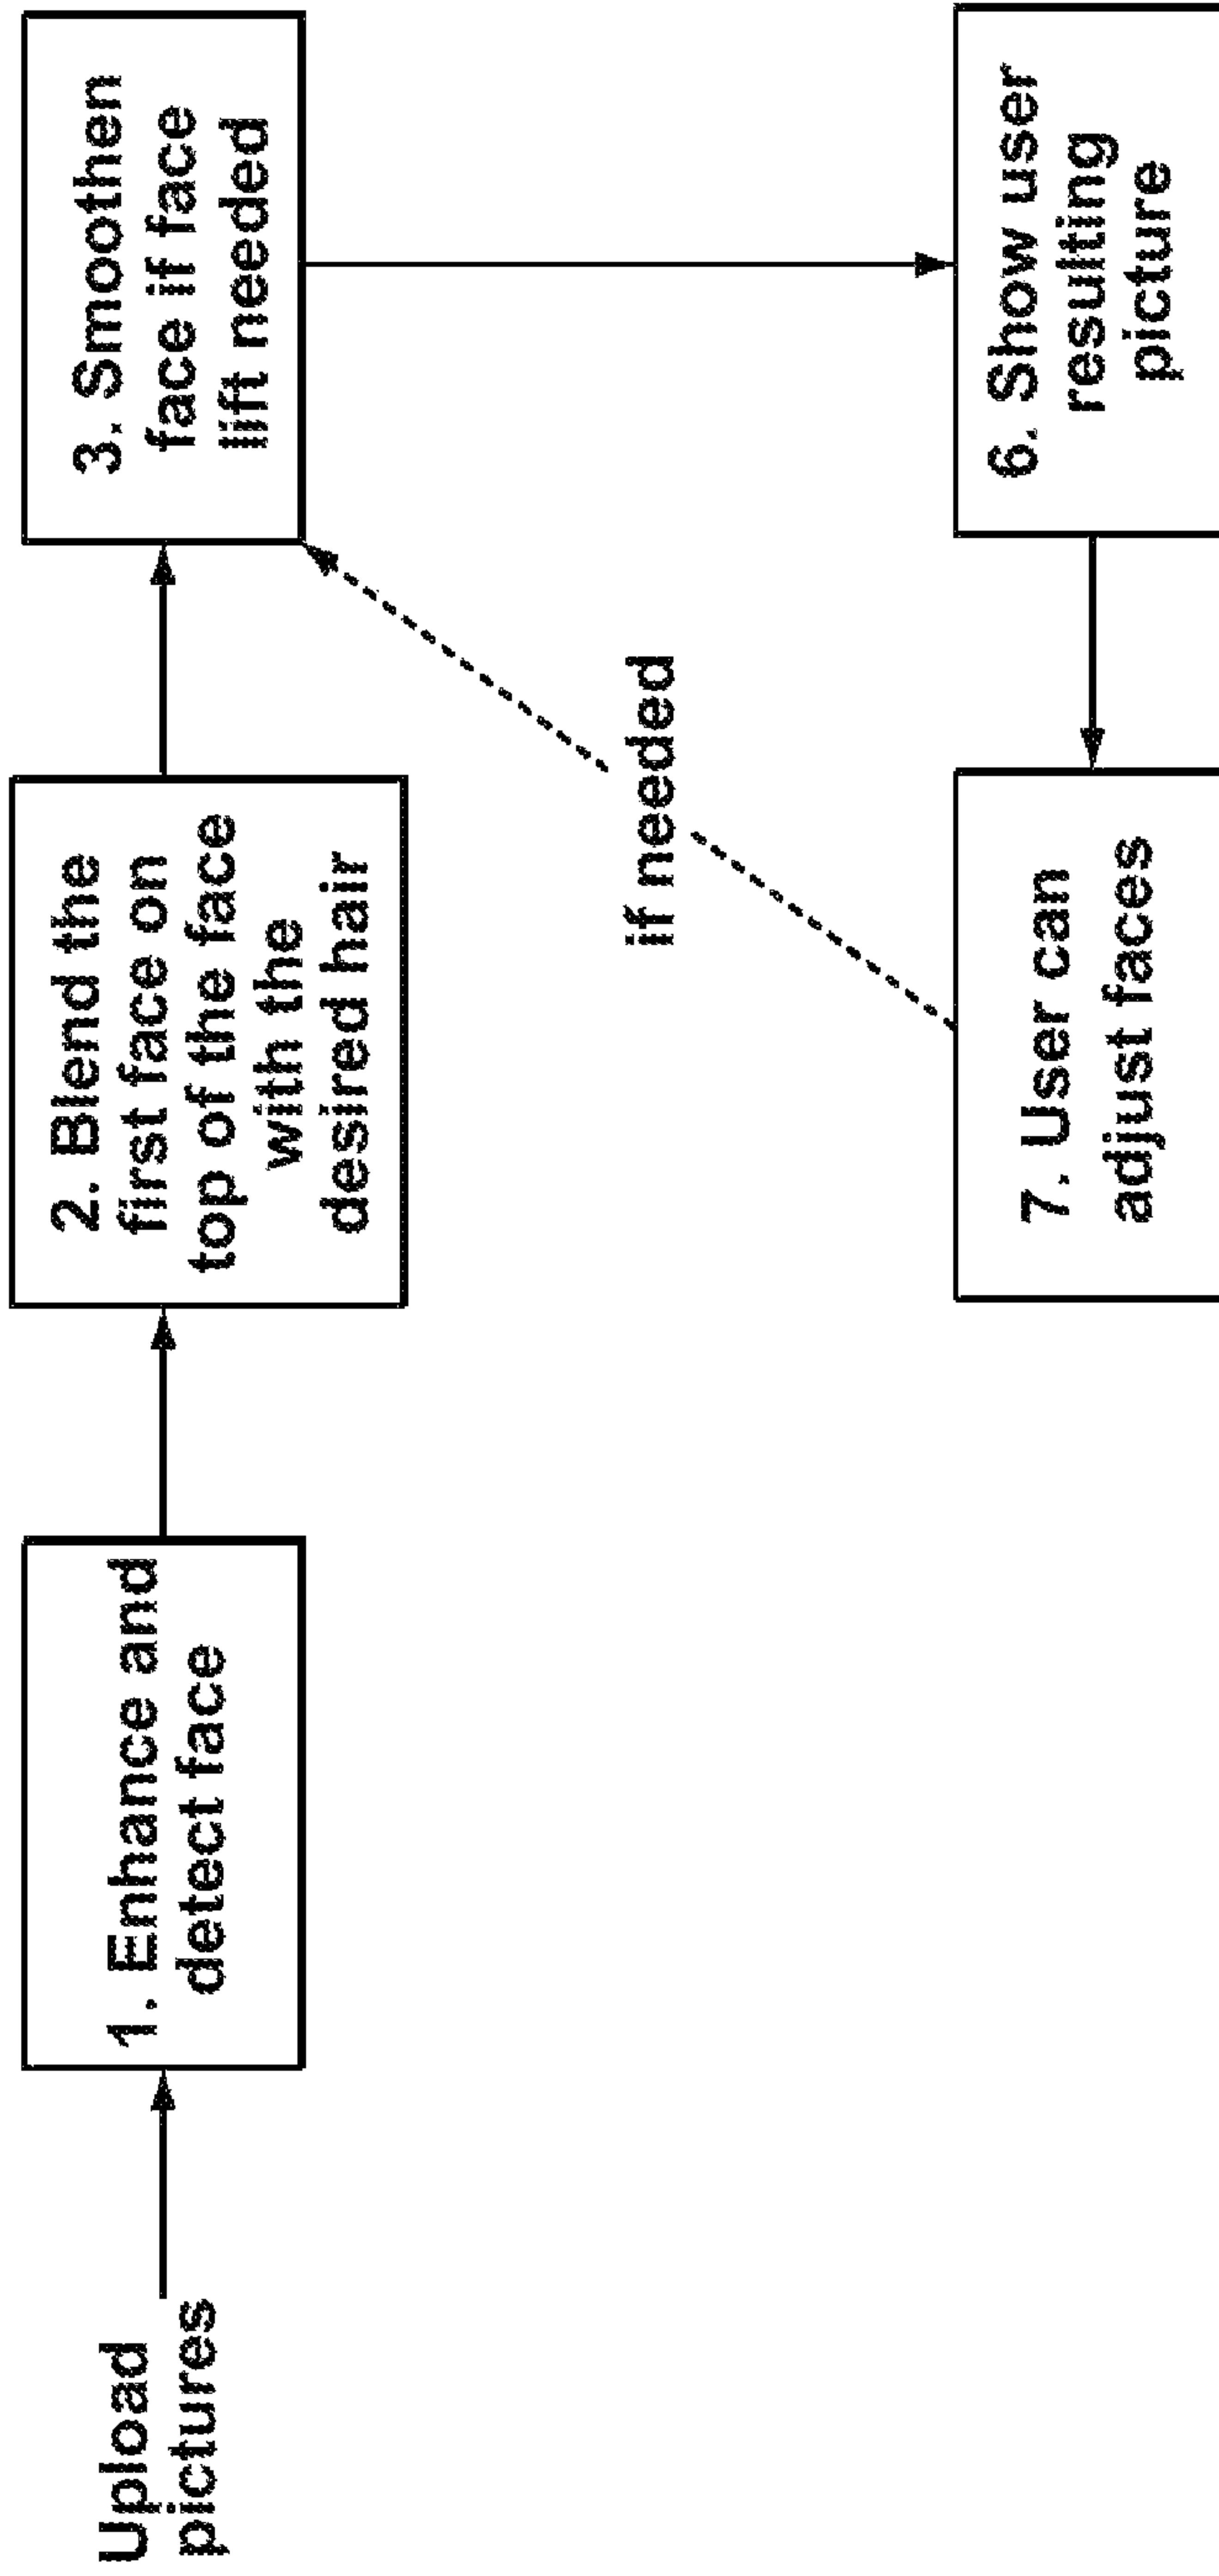 Upload
pictures
1. Enhance and
detect face
2. Blend the
first face on
top of the face
with the
desired hair
3. Smoothen
face if face
lift needed
if needed
7. User can
adjust faces
6. Show user
resulting
picture